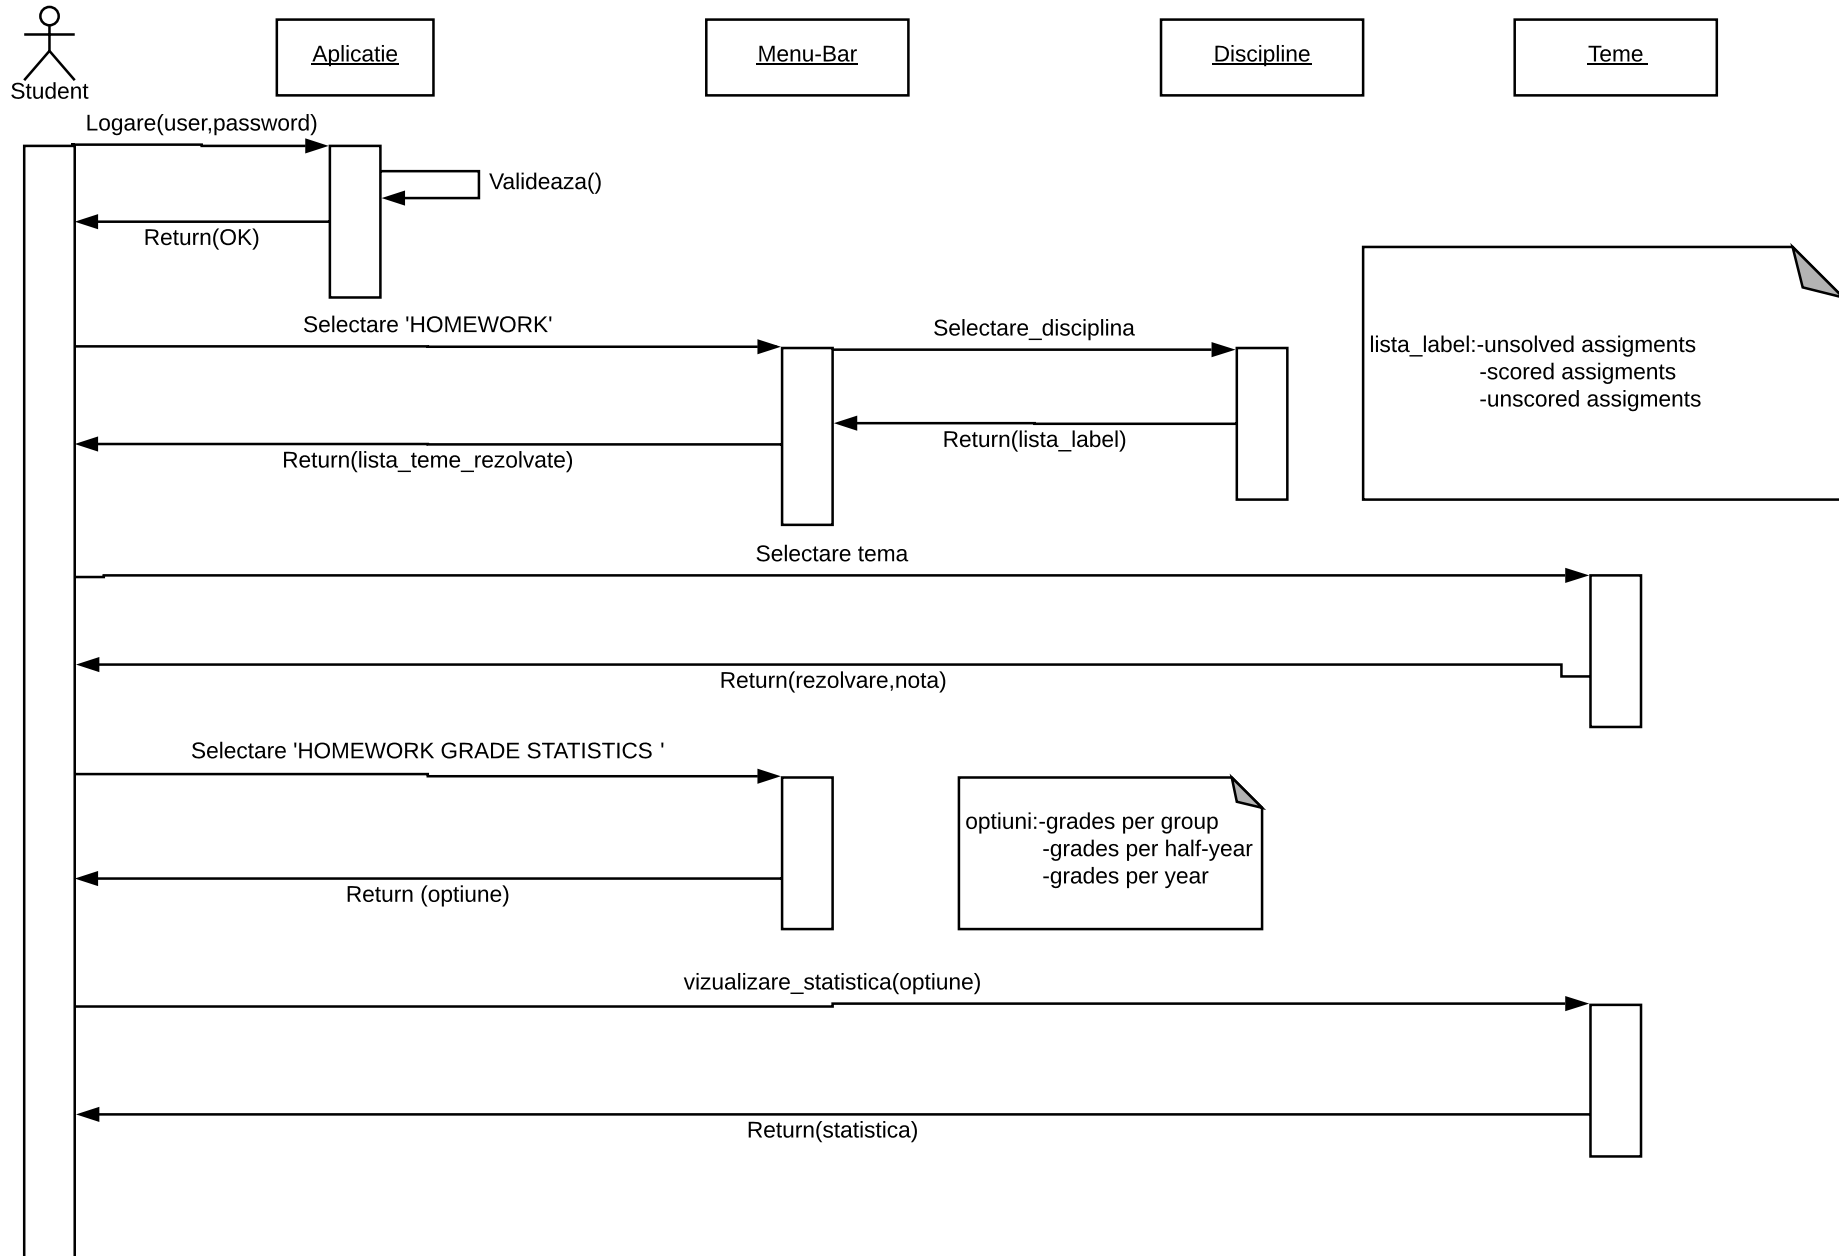 Student
Aplicatie
Menu-Bar
Discipline
Teme
Logare(user,password)
Valideaza()
Return(OK)
Selectare 'HOMEWORK'
Selectare_disciplina
lista_label:-unsolved assigments
-scored assigments
-unscored assigments
Return(lista_label)
Return(lista_teme_rezolvate)
Selectare tema
Return(rezolvare,nota)
Selectare 'HOMEWORK GRADE STATISTICS '
optiuni:-grades per group
-grades per half-year
-grades per year
Return (optiune)
vizualizare_statistica(optiune)
Return(statistica)